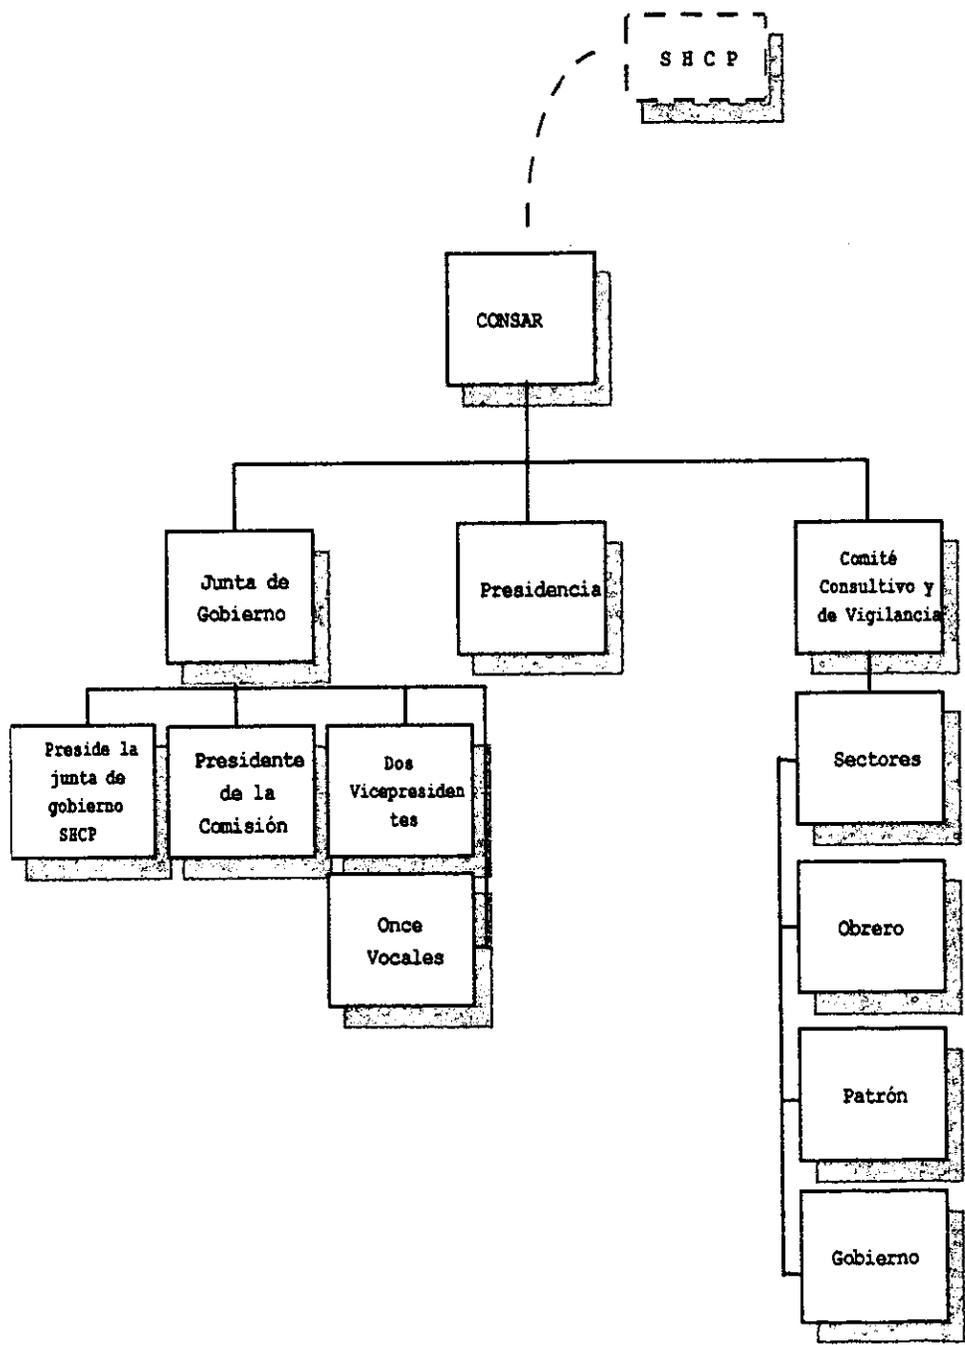 S H C P
CONSAR
Junta de
Gobierno
Presidencia
Comité
Consultivo y
de Vigilancia
Preside la
junta de
gobierno
SHCP
Presidente
de la
Comisión
Dos
Vicepresiden
tes
Once
Vocales
Sectores
Obrero
Patrón
Gobierno